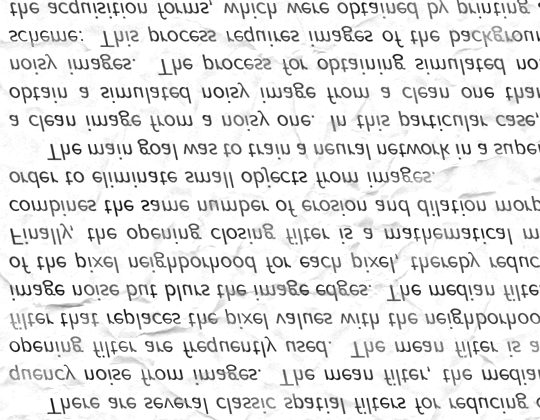 There are several classic spatial filters for reducing
quency noise from images. The mean filter, the median
opening filter are frequently used. The mean filter is a
filter that replaces the pixel values with the neighborhoo
image noise but blurs the image edges. The median filte
of the pixel neighborhood for each pixel, thereby reduc
Finally, the opening closing filter is a mathematical m
combines the same number of erosion and dilation morp
order to eliminate small objects from images.
The main goal was to train a neural network in a super
a clean image from a noisy one. In this particular case,
obtain a simulated noisy image from a clean one than
noisy images. The process for obtaining simulated no
scheme: This process requires images of the backgroun
the acquisition forms, which were obtained by printing